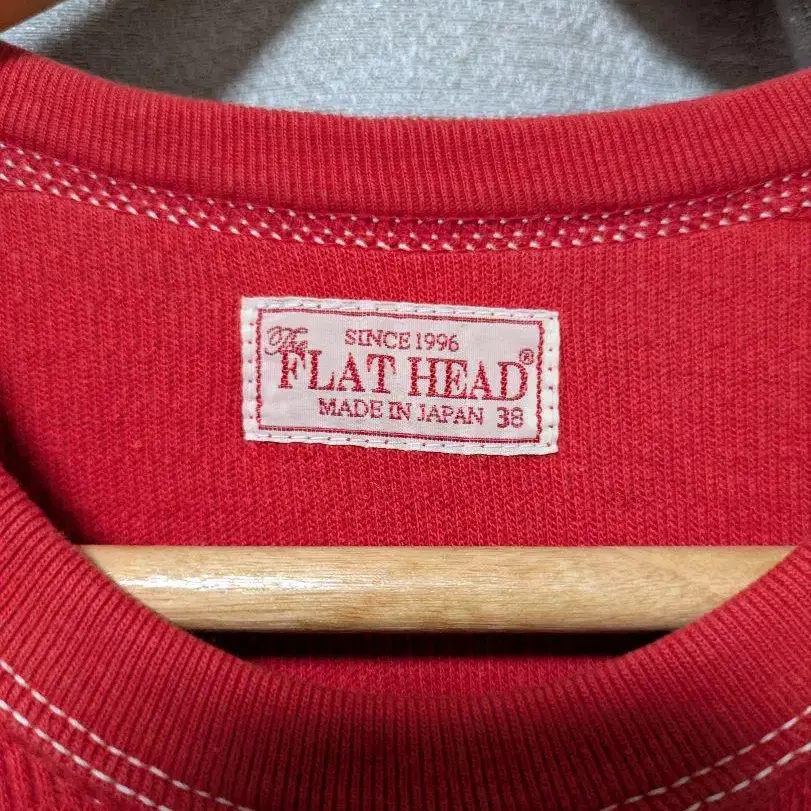 SINCE 1996
The
FLAT HEAD®
MADE IN JAPAN 38